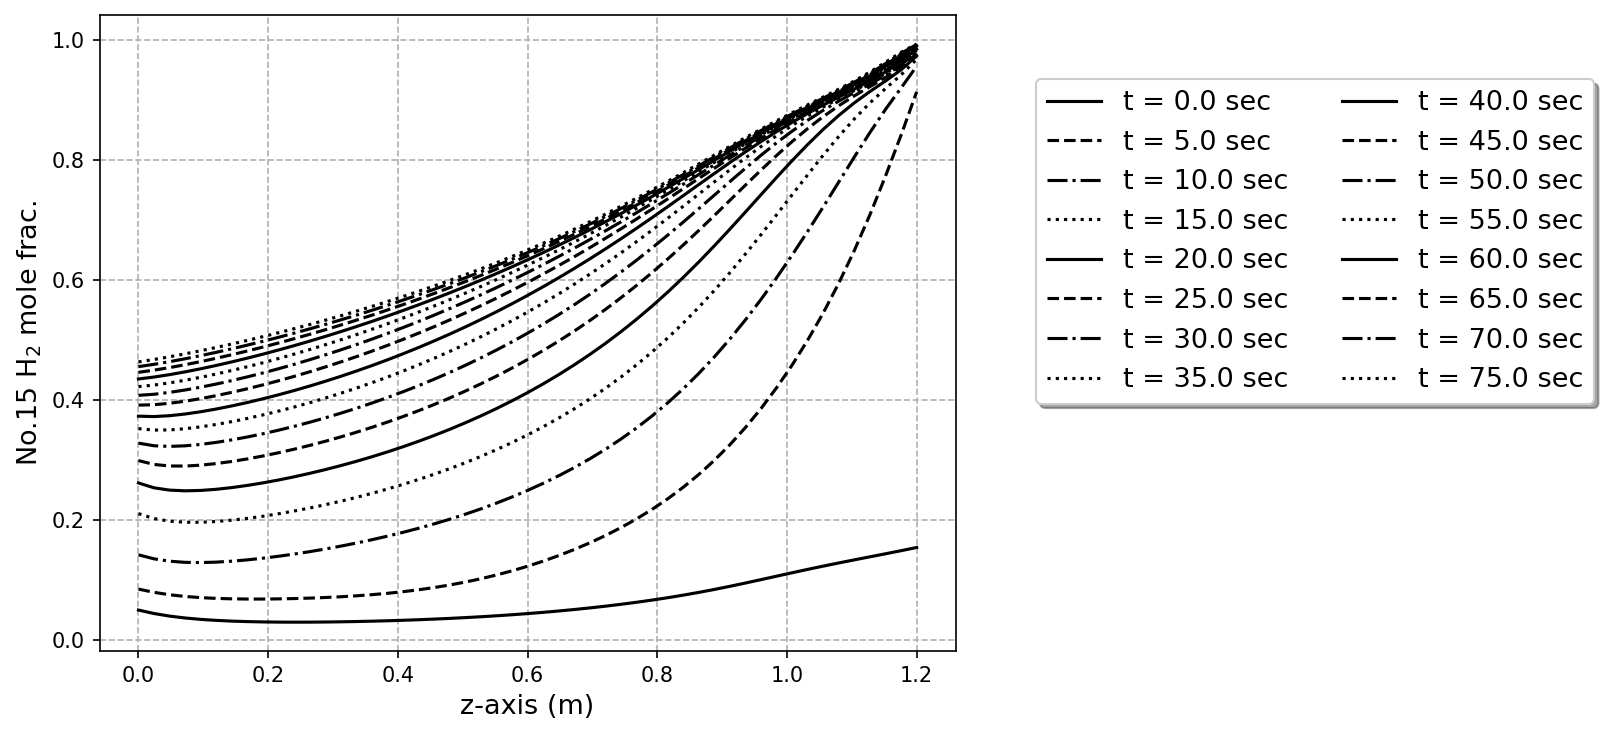 1.0
0.8
0.6
0.4
0.2
0.0
No.15 H₂ mole frac.
0.0 0.2 0.4 0.6 0.8 1.0 1.2
z-axis (m)
t = 0.0 sec
t = 5.0 sec
t = 10.0 sec
t = 15.0 sec
t = 20.0 sec
t = 25.0 sec
t = 30.0 sec
t = 35.0 sec
t = 40.0 sec
t = 45.0 sec
t = 50.0 sec
t = 55.0 sec
t = 60.0 sec
t = 65.0 sec
t = 70.0 sec
t = 75.0 sec